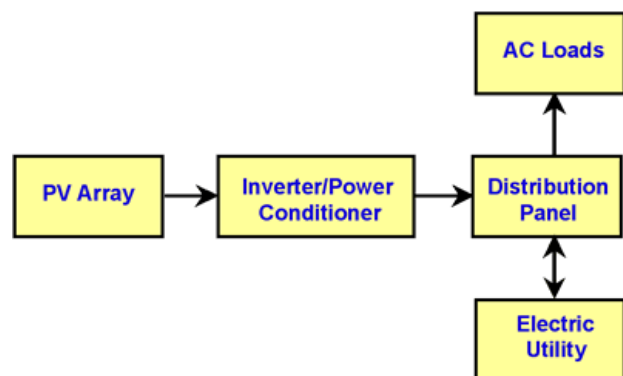 AC Loads
PV Array
Inverter/Power
Conditioner
Distribution
Panel
Electric
Utility